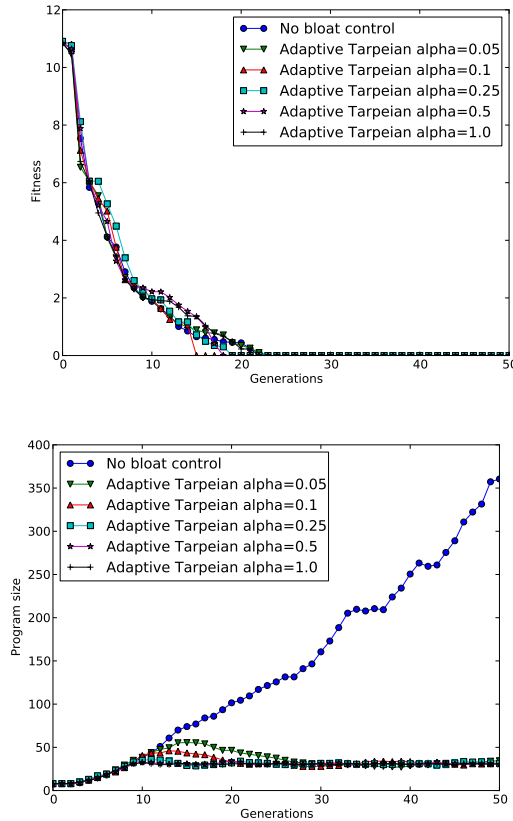 12
10
8
6
4
2
0
Fitness
No bloat control
Adaptive Tarpeian alpha=0.05
Adaptive Tarpeian alpha=0.1
Adaptive Tarpeian alpha=0.25
Adaptive Tarpeian alpha=0.5
Adaptive Tarpeian alpha=1.0
0 10 20 30 40 50
Generations
400
350
300
250
200
150
100
50
0
Program size
No bloat control
Adaptive Tarpeian alpha=0.05
Adaptive Tarpeian alpha=0.1
Adaptive Tarpeian alpha=0.25
Adaptive Tarpeian alpha=0.5
Adaptive Tarpeian alpha=1.0
0 10 20 30 40 50
Generations